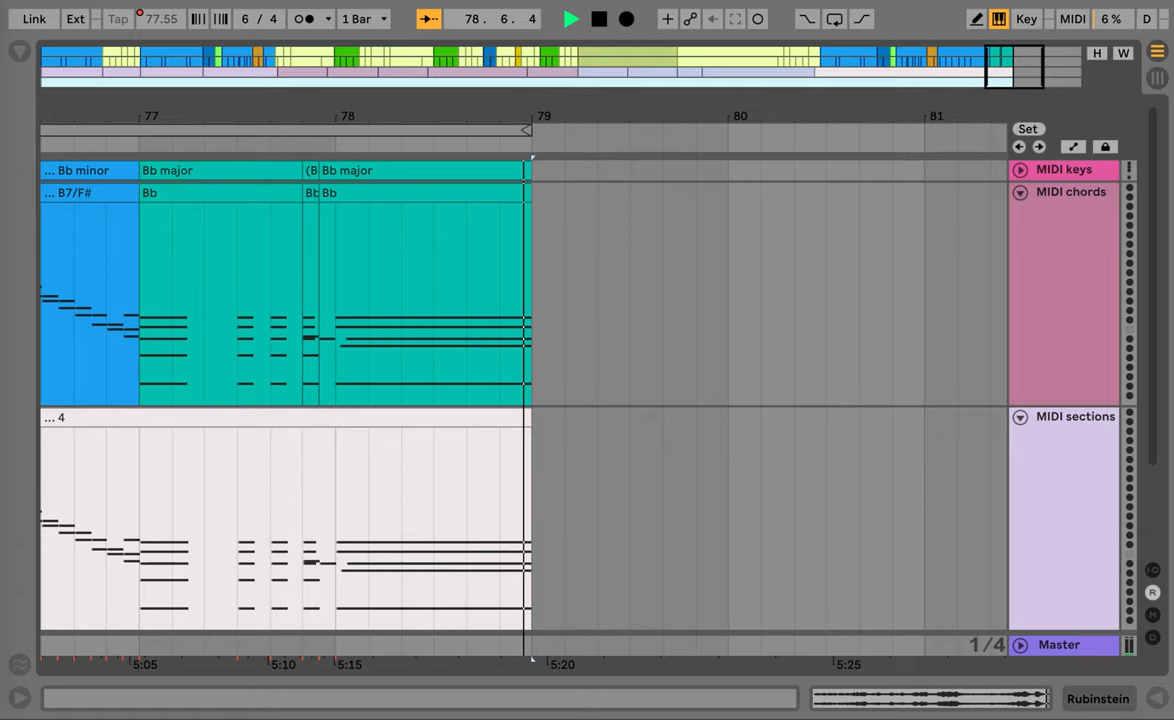 Link Ext Tap 77.55 6 / 4 1 Bar 78. 6. 4 Key MIDI 6 % D
H W
77 78 79 80 81
Set
... Bb minor Bb major (B Bb major MIDI keys
... B7/F# Bb Bb Bb MIDI chords
... 4 MIDI sections
I·O
R
M
D
1/4 Master
5:05 5:10 5:15 5:20 5:25
Rubinstein